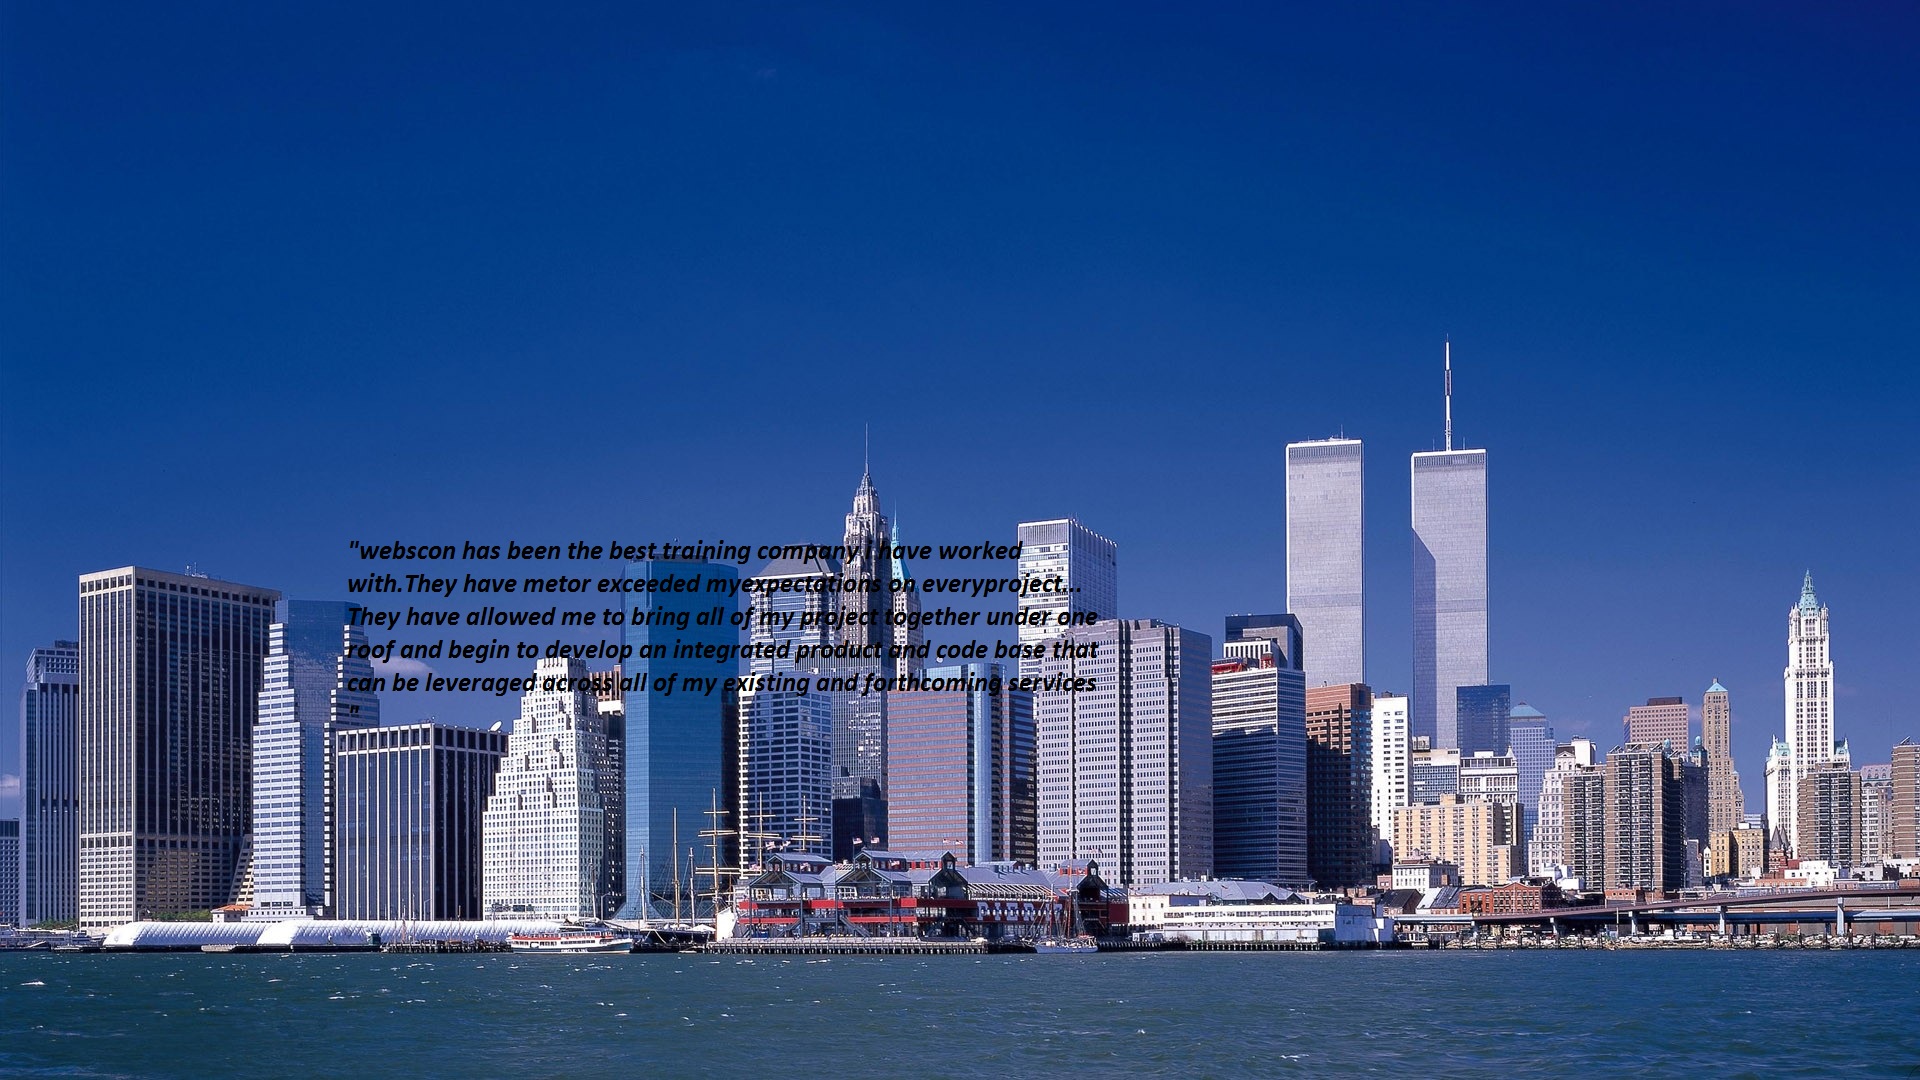 "webscon has been the best training company i have worked
with.They have metor exceeded myexpectations on everyproject...
They have allowed me to bring all of my project together under one
roof and begin to develop an integrated product and code base that
can be leveraged across all of my existing and forthcoming services
"